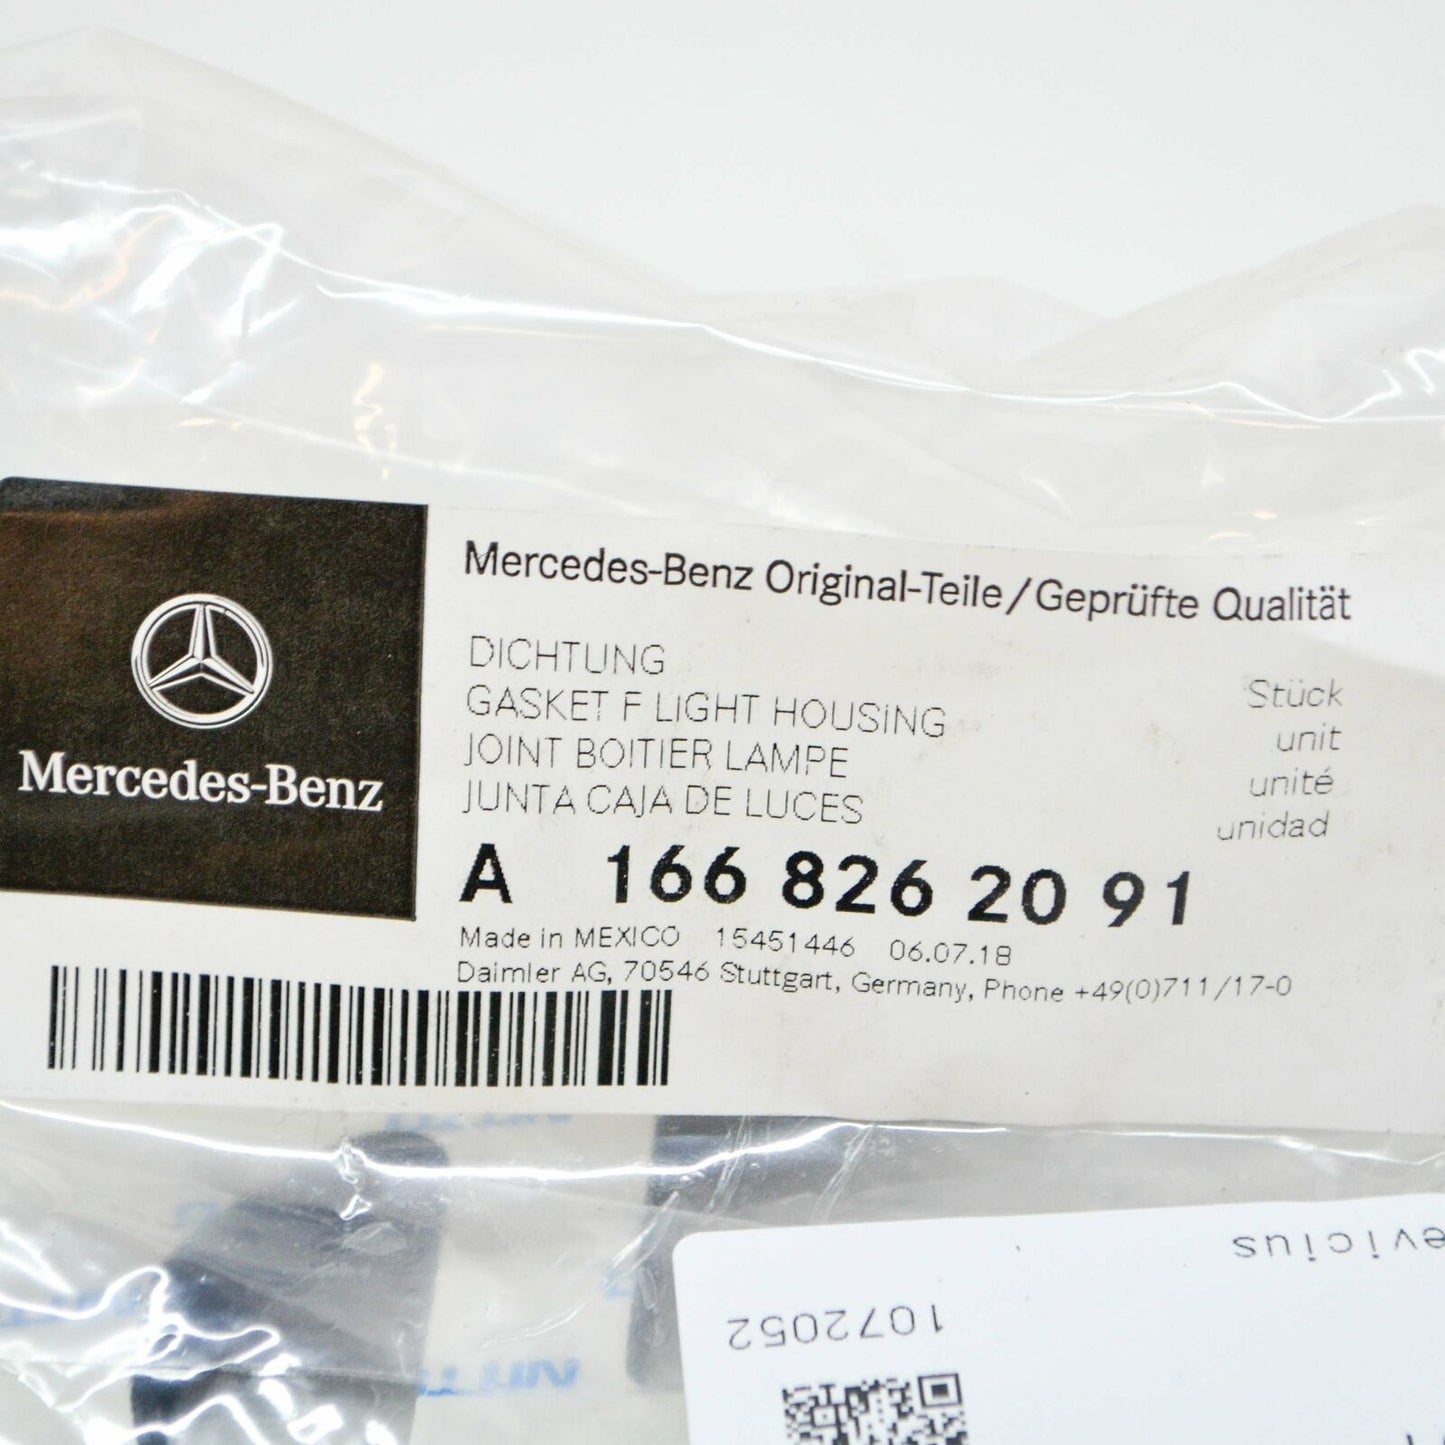 Mercedes-Benz
Mercedes-Benz Original-Teile/Geprüfte Qualität
DICHTUNG
GASKET F LIGHT HOUSING
JOINT BOITIER LAMPE
JUNTA CAJA DE LUCES
Stück
unit
unité
unidad
A 166 826 20 91
Made in MEXICO 15451446 06.07.18
Daimler AG, 70546 Stuttgart, Germany, Phone +49(0)711/17-0
evicius
1072052